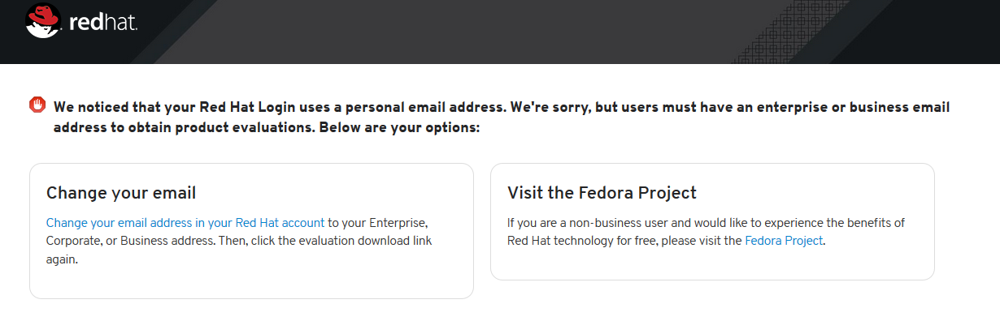 redhat.
We noticed that your Red Hat Login uses a personal email address. We're sorry, but users must have an enterprise or business email
address to obtain product evaluations. Below are your options:
Change your email
Change your email address in your Red Hat account to your Enterprise,
Corporate, or Business address. Then, click the evaluation download link
again.
Visit the Fedora Project
If you are a non-business user and would like to experience the benefits of
Red Hat technology for free, please visit the Fedora Project.